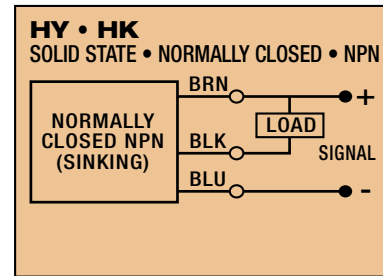 HY • HK
SOLID STATE • NORMALLY CLOSED • NPN
BRN
+
NORMALLY
CLOSED NPN
(SINKING)
LOAD
BLK
SIGNAL
BLU
-